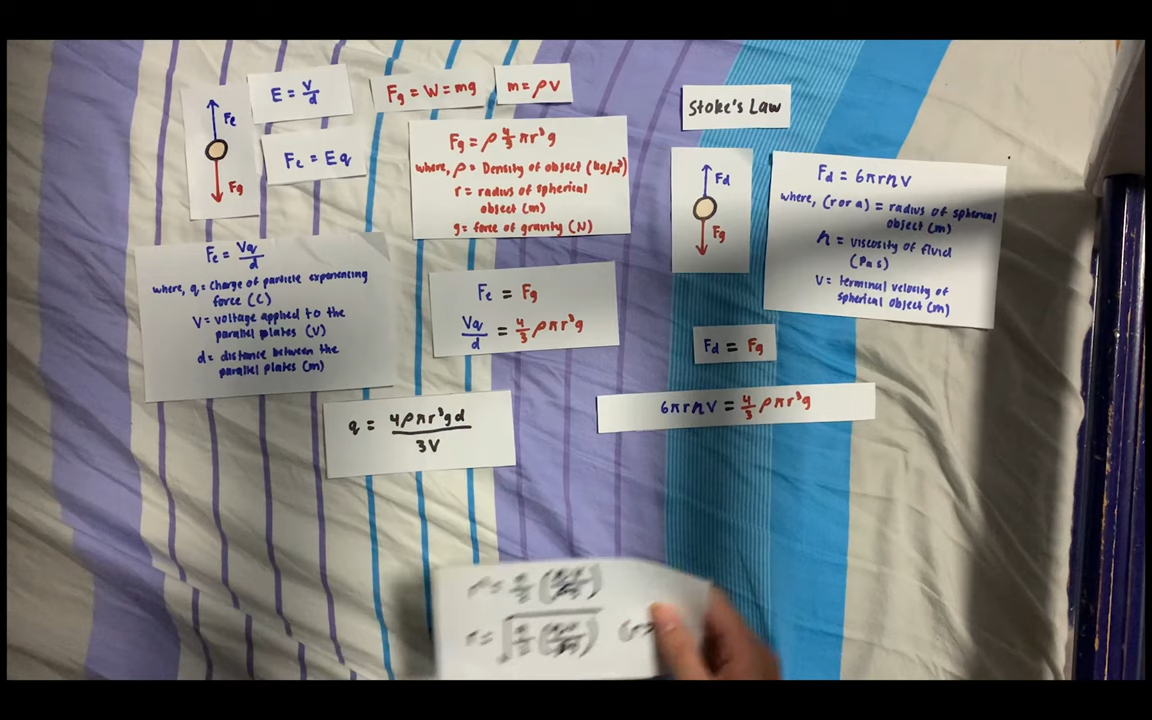 Fe
Fg
E = V/d
Fe = Eq
Fg = W = mg
m = ρV
Fg = ρ 4/3 πr³g
where, ρ = Density of object (kg/m³)
r = radius of spherical
object (m)
g = force of gravity (N)
Fe = Vq/d
where, q = charge of particle experiencing
force (C)
V = voltage applied to the
parallel plates (V)
d = distance between the
parallel plates (m)
Fe = Fg
Vq/d = 4/3 ρπr³g
q = 4ρπr³gd/3V
Stoke's Law
Fd
Fg
Fd = 6πrηV
where, (r or a) = radius of spherical
object (m)
η = viscosity of fluid
(Pa s)
V = terminal velocity of
spherical object (m)
Fd = Fg
6πrηV = 4/3 ρπr³g